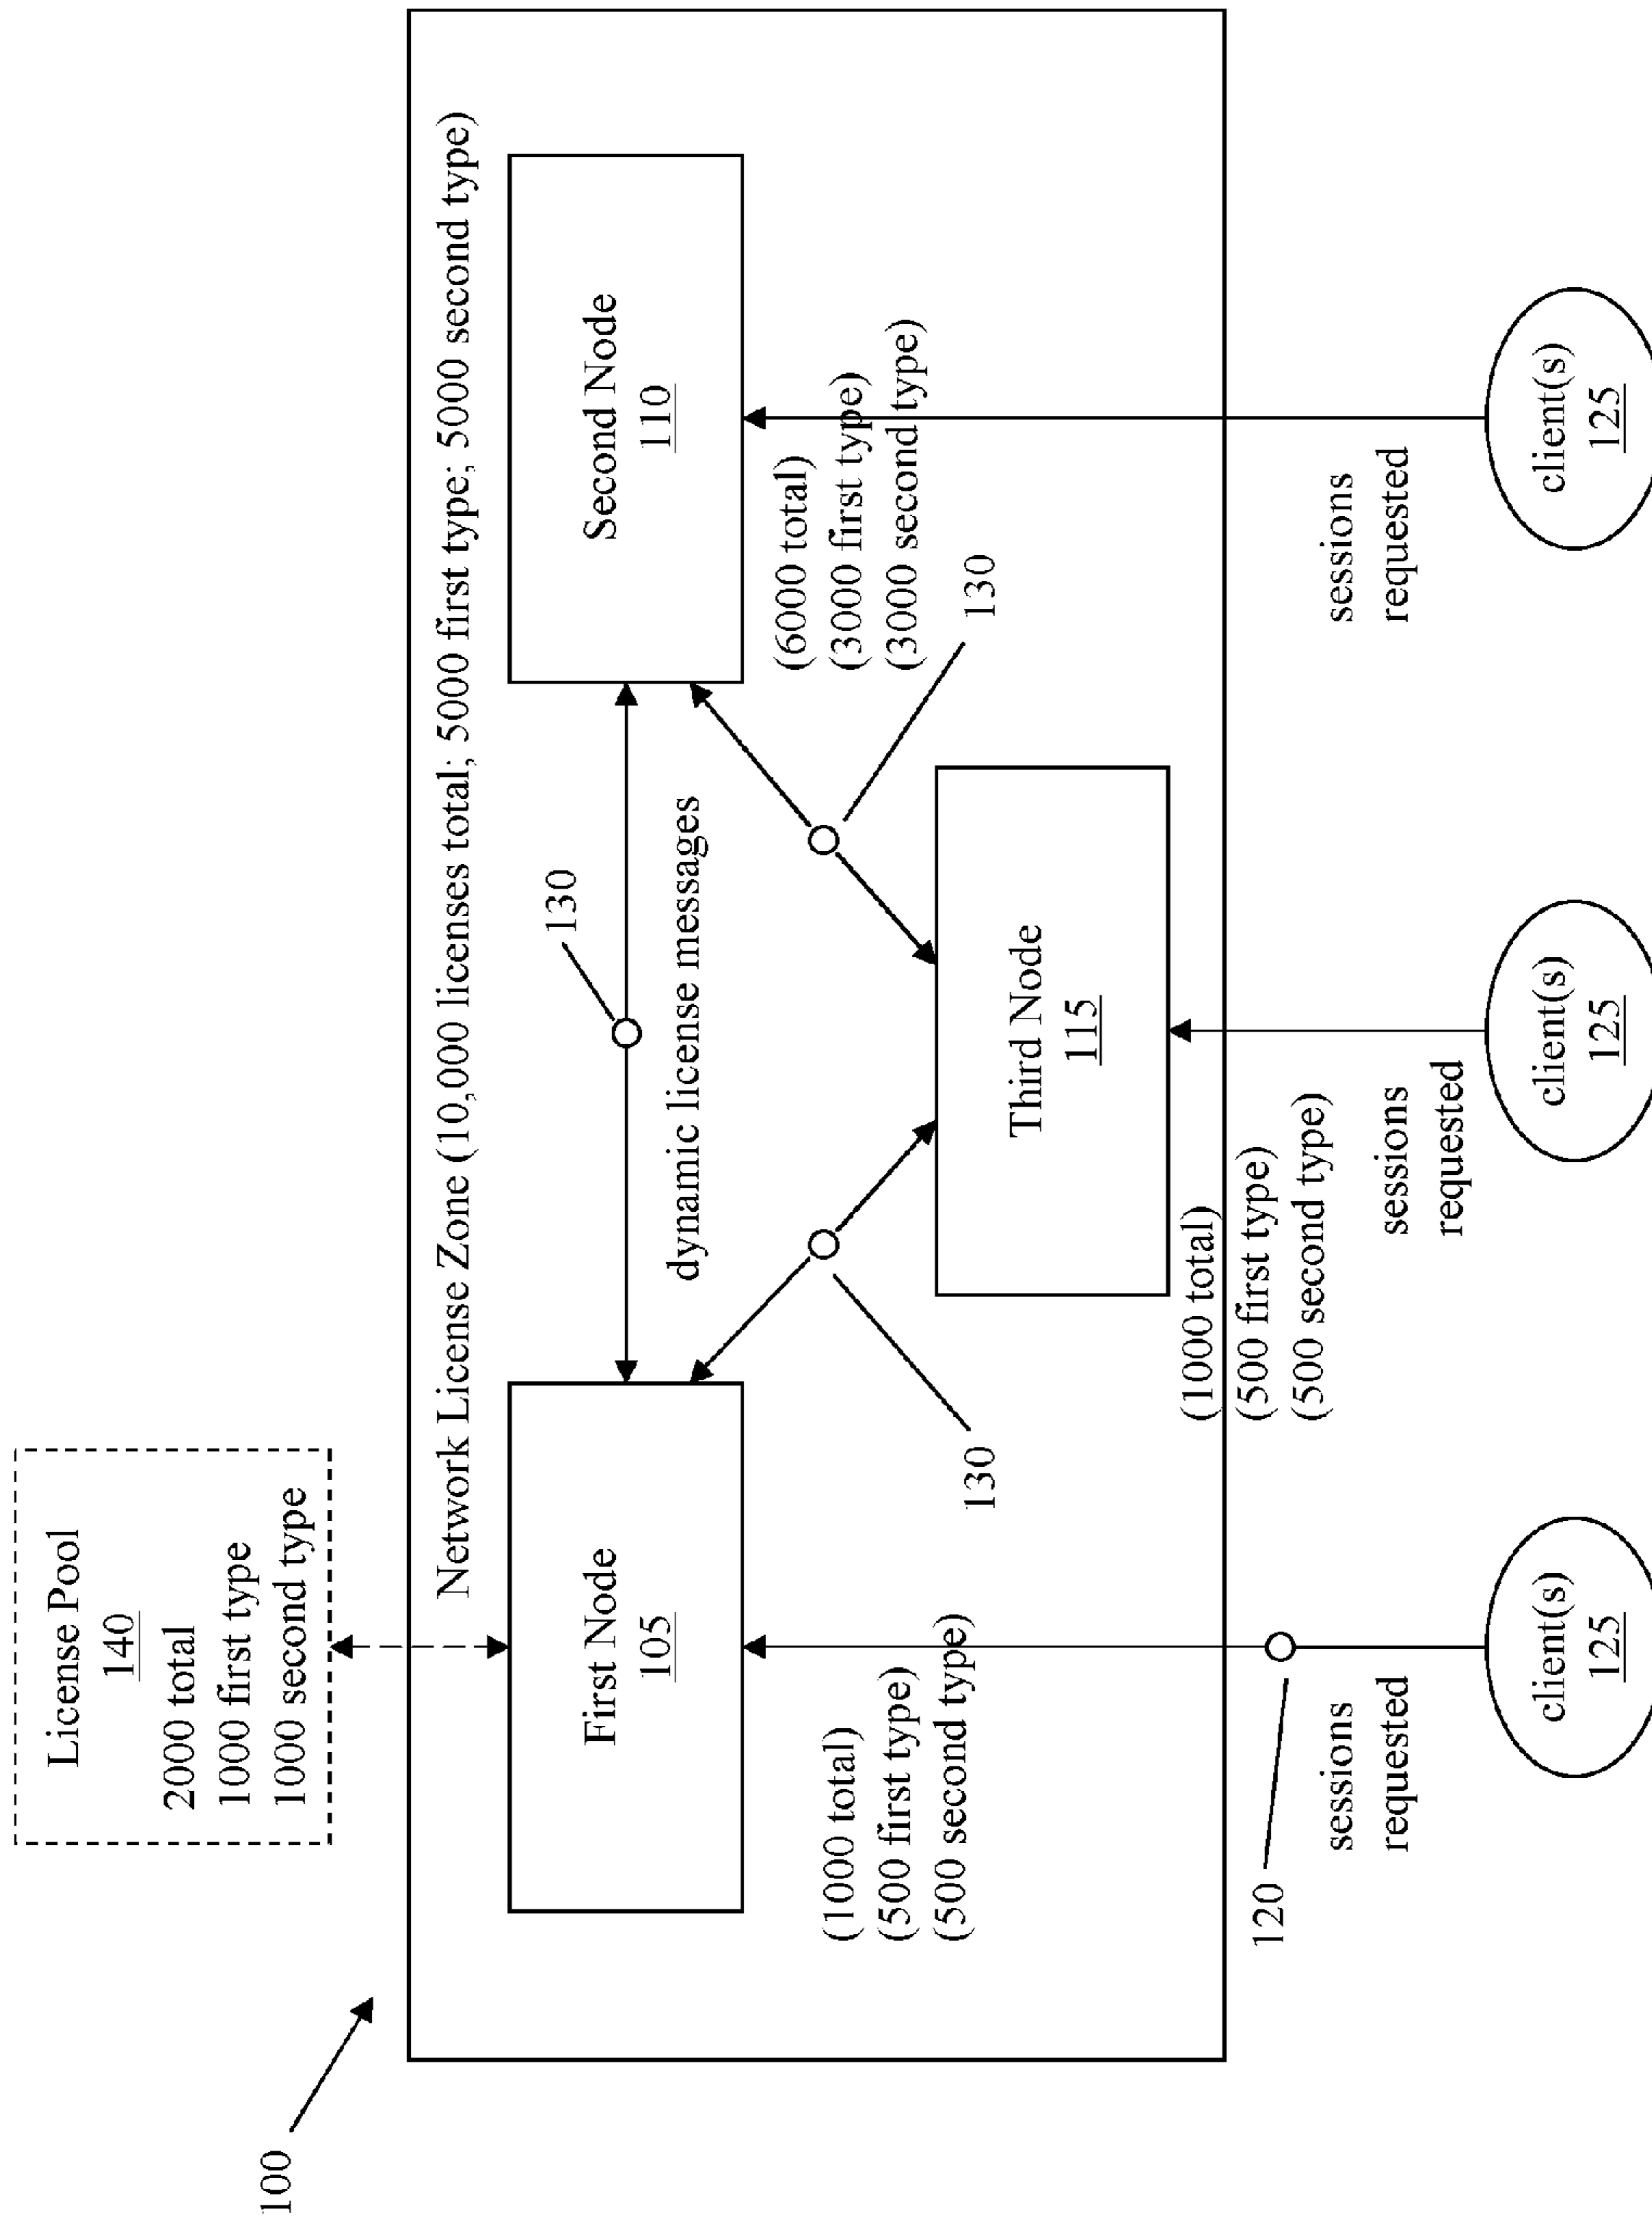 100
License Pool
140
2000 total
1000 first type
1000 second type
Network License Zone (10,000 licenses total; 5000 first type; 5000 second type)
First Node
105
130
Second Node
110
dynamic license messages
(1000 total)
(500 first type)
(500 second type)
130
Third Node
115
130
(6000 total)
(3000 first type)
(3000 second type)
(1000 total)
(500 first type)
(500 second type)
120
sessions
requested
sessions
requested
sessions
requested
client(s)
125
client(s)
125
client(s)
125